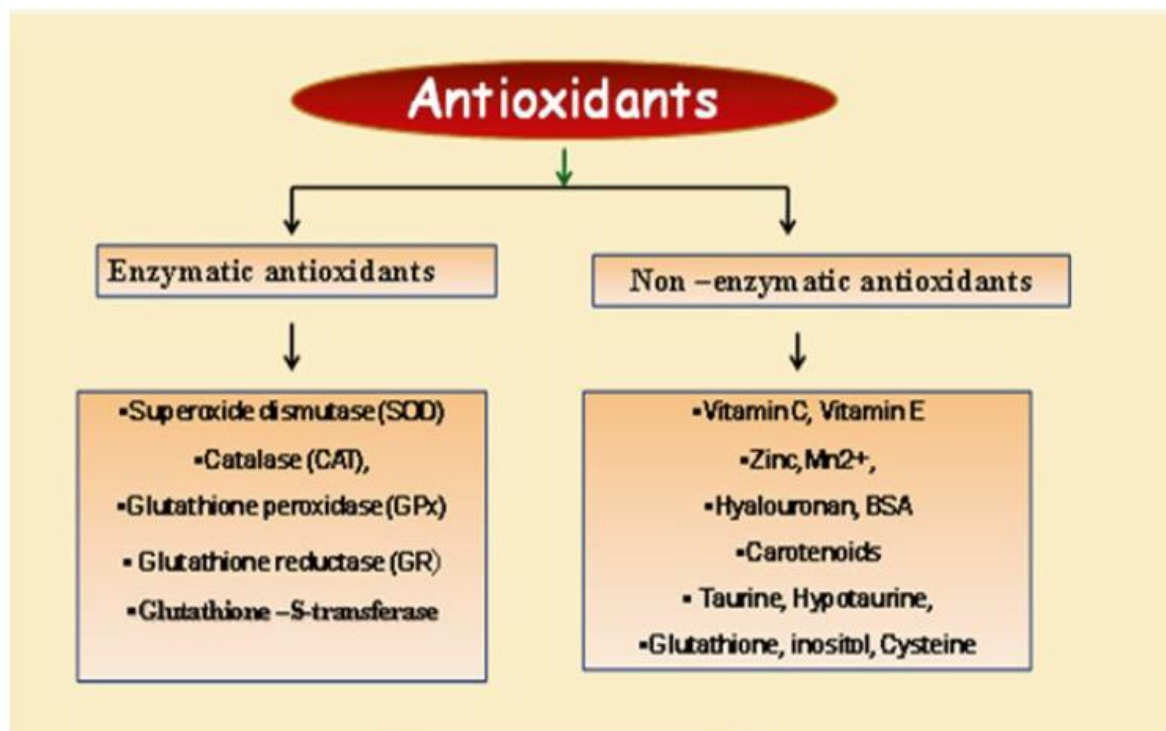 Antioxidants
Enzymatic antioxidants
Non –enzymatic antioxidants
▪Superoxide dismutase (SOD)
▪Catalase (CAT),
▪Glutathione peroxidase (GPx)
▪ Glutathione reductase (GR)
▪Glutathione –S-transferase
▪Vitamin C, Vitamin E
▪Zinc, Mn2+,
▪Hyalouronan, BSA
▪Carotenoids
▪ Taurine, Hypotaurine,
▪Glutathione, inositol, Cysteine